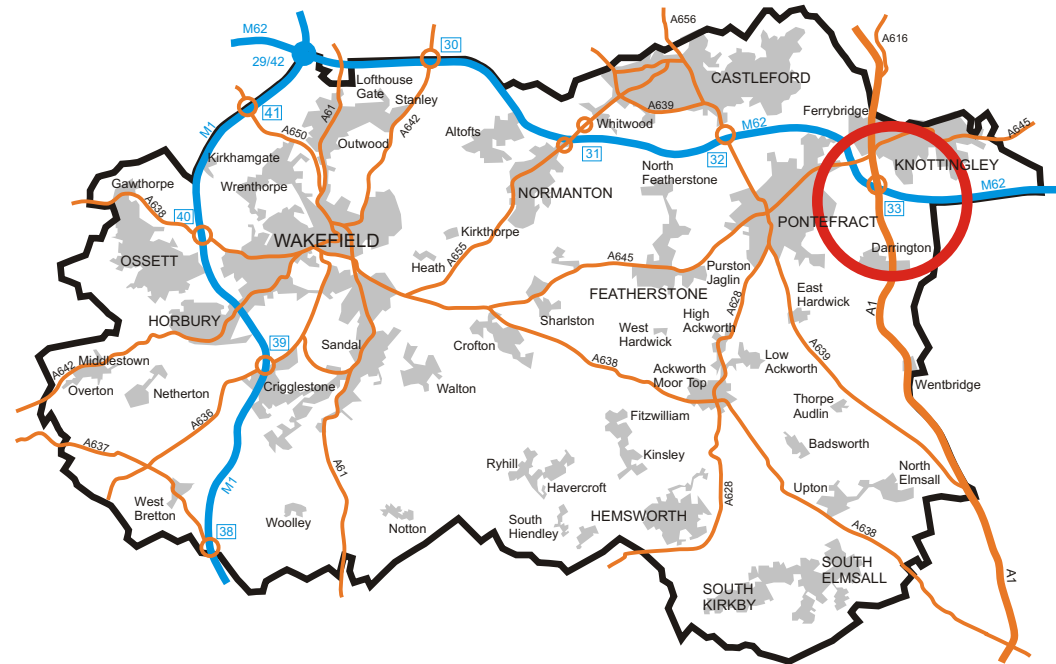 M62
29/42
30
A656
A616
CASTLEFORD
Lofthouse
Gate
Stanley
41
M1
A61
A650
A642
Outwood
Altofts
A639
Whitwood
Ferrybridge
M62
A645
31
32
Kirkhamgate
Wrenthorpe
Gawthorpe
A638
40
NORMANTON
North
Featherstone
KNOTTINGLEY
M62
33
PONTEFRACT
WAKEFIELD
Kirkthorpe
A655
Heath
OSSETT
A645
Darrington
Purston
Jaglin
FEATHERSTONE
A628
East
Hardwick
A1
HORBURY
Sharlston
High
Ackworth
West
Hardwick
39
Sandal
Crofton
A638
A639
Low
Ackworth
Ackworth
Moor Top
A642
Middlestown
Overton
Netherton
Crigglestone
Walton
Wentbridge
A636
Thorpe
Audlin
Fitzwilliam
A637
Badsworth
Kinsley
Ryhill
A61
M1
A628
North
Elmsall
Upton
Havercroft
West
Bretton
Woolley
Notton
South
Hiendley
HEMSWORTH
38
A638
SOUTH
ELMSALL
A1
SOUTH
KIRKBY